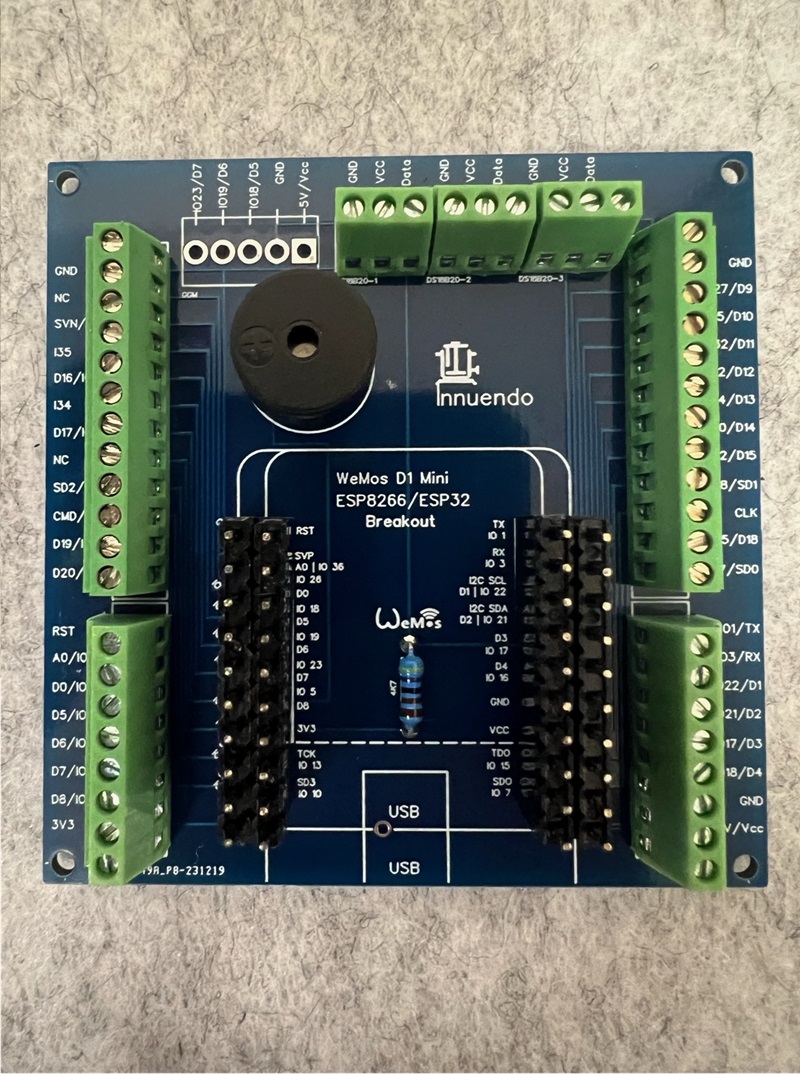 IO23/D7
IO19/D6
IO18/D5
GND
5V/Vcc
GND
VCC
Data
GND
VCC
Data
GND
VCC
Data
DS18B20-2
DS18B20-3
GND
NC
SVN/
I35
D16/
I34
D17/
NC
SD2/
CMD/
D19/
D20/
RST
A0/IO
D0/IO
D5/IO
D6/IO
D7/IO
D8/IO
3V3
GND
27/D9
5/D10
32/D11
2/D12
4/D13
0/D14
2/D15
8/SD1
CLK
5/D18
7/SD0
01/TX
03/RX
22/D1
21/D2
17/D3
18/D4
GND
V/Vcc
Innuendo
WeMos D1 Mini
ESP8266/ESP32
Breakout
RST
SVP
A0 | IO 36
IO 26
D0
IO 18
D5
IO 19
D6
IO 23
D7
IO 5
D8
3V3
TCK
IO 13
SD3
IO 10
TX
IO 1
RX
IO 3
I2C SCL
D1 | IO 22
I2C SDA
D2 | IO 21
D3
IO 17
D4
IO 16
GND
VCC
TDO
IO 15
SD0
IO 7
WeMos
4K7
USB
USB
19A_P8-231219